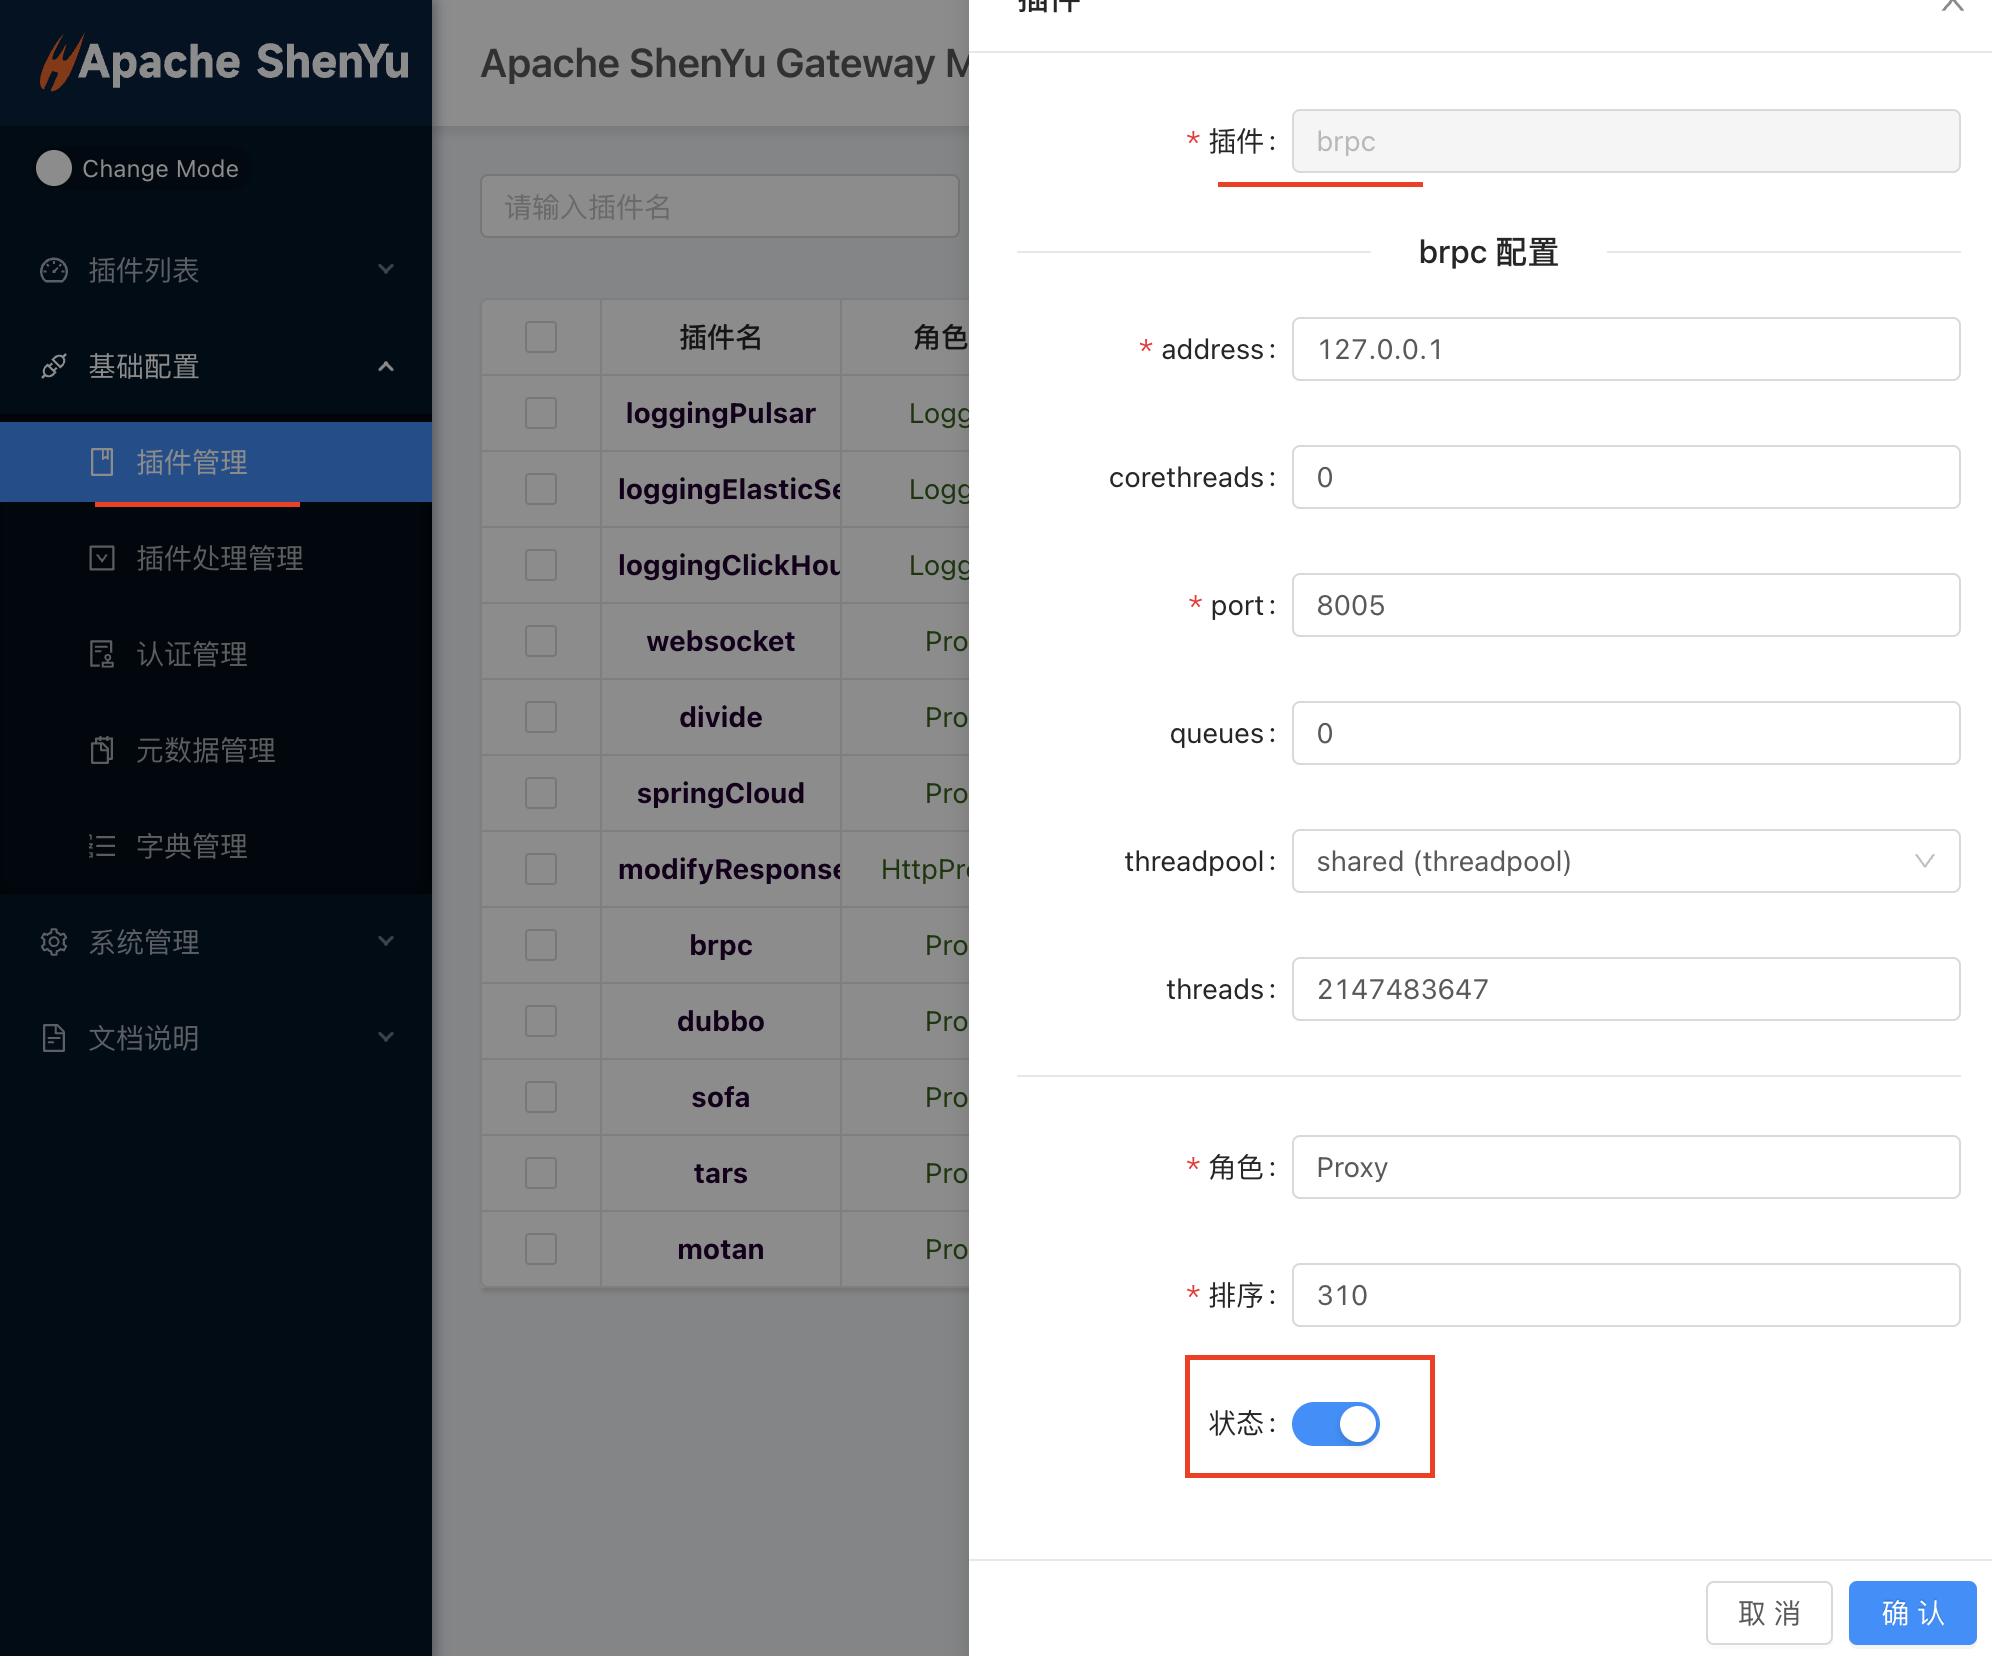 Apache ShenYu
Change Mode
插件列表
基础配置
插件管理
插件处理管理
认证管理
元数据管理
字典管理
系统管理
文档说明
Apache ShenYu Gateway M
请输入插件名
插件名 角色
loggingPulsar Logg
loggingElasticSe Logg
loggingClickHou Logg
websocket Pro
divide Pro
springCloud Pro
modifyResponse HttpPro
brpc Pro
dubbo Pro
sofa Pro
tars Pro
motan Pro
插件
* 插件: brpc
brpc 配置
* address: 127.0.0.1
corethreads: 0
* port: 8005
queues: 0
threadpool: shared (threadpool)
threads: 2147483647
* 角色: Proxy
* 排序: 310
状态:
取 消 确 认